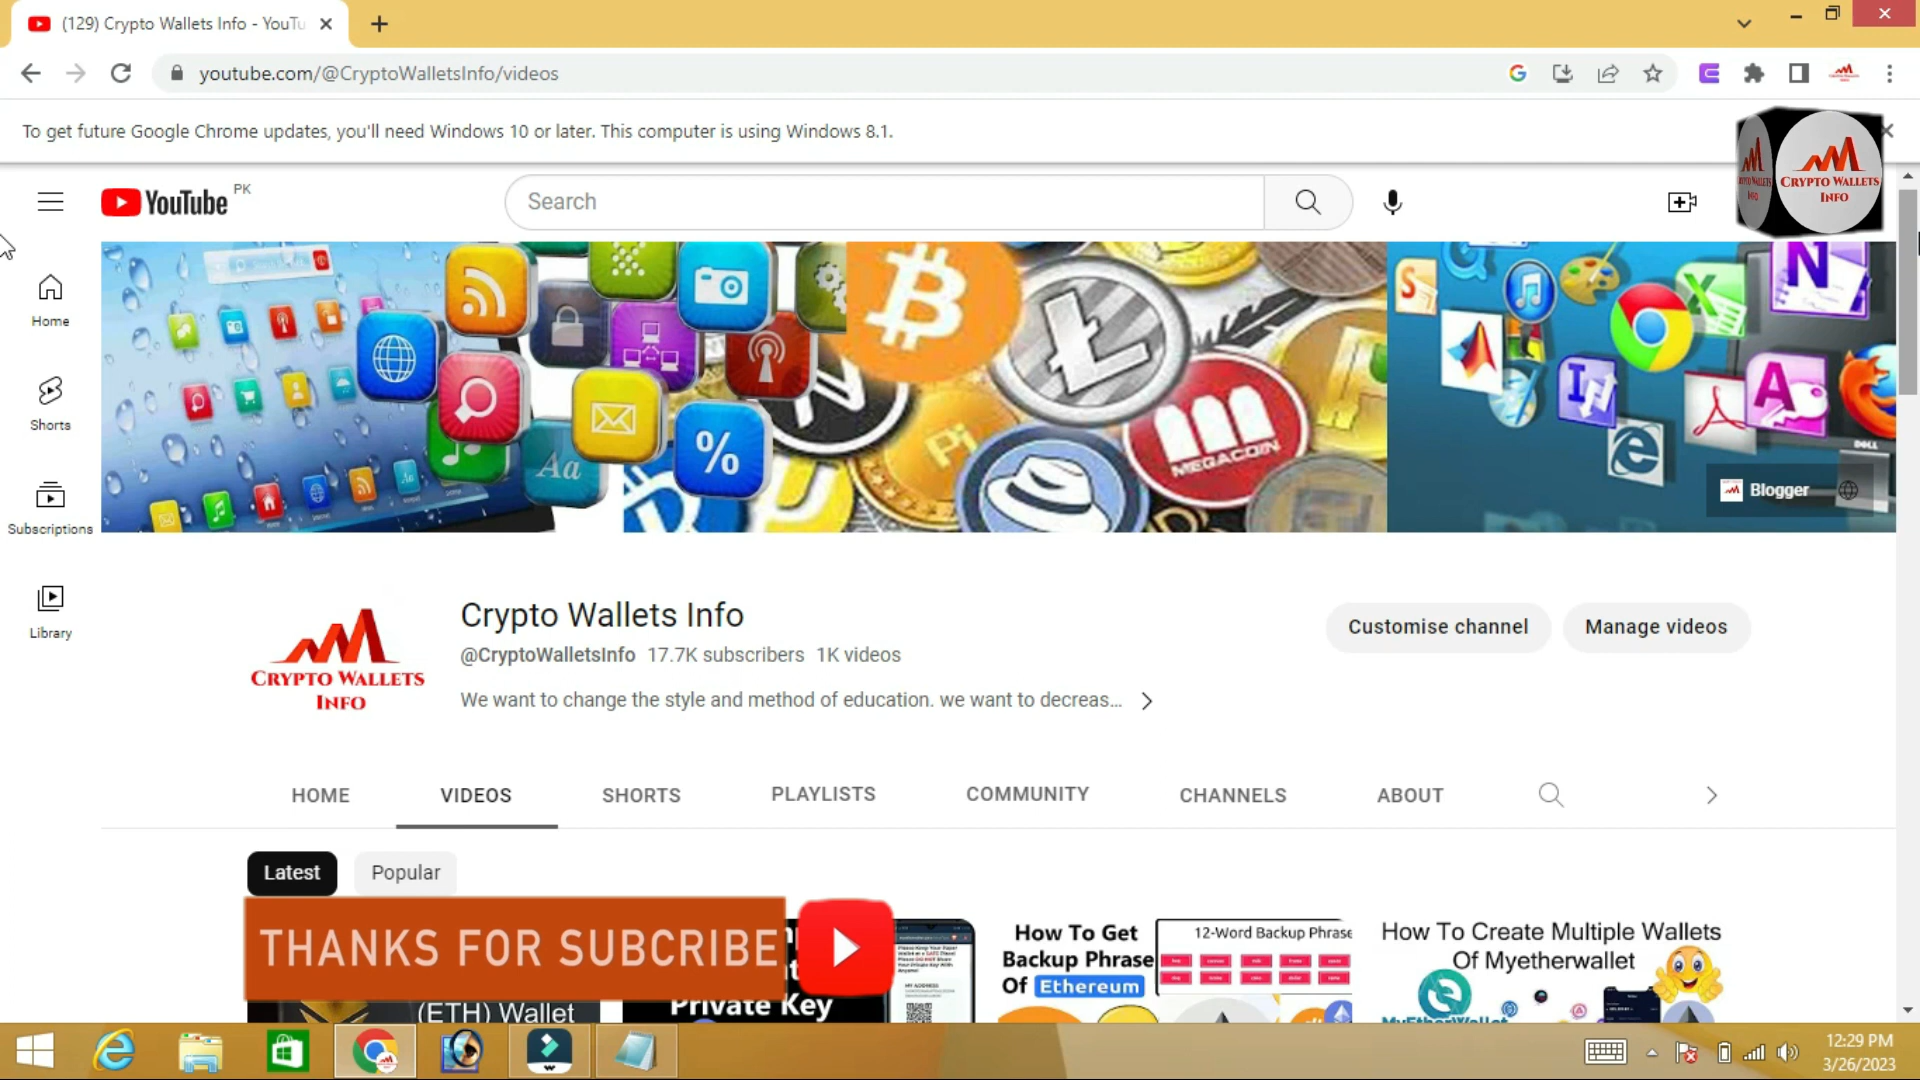 (129) Crypto Wallets Info - YouTu
youtube.com/@CryptoWalletsInfo/videos
To get future Google Chrome updates, you'll need Windows 10 or later. This computer is using Windows 8.1.
CRYPTO WALLETS
INFO
YouTube PK
Search
Home
Shorts
Subscriptions
Library
Aa
%
MEGACOIN
DELL
Blogger
CRYPTO WALLETS
INFO
Crypto Wallets Info
@CryptoWalletsInfo 17.7K subscribers 1K videos
We want to change the style and method of education. we want to decreas...
Customise channel
Manage videos
HOME
VIDEOS
SHORTS
PLAYLISTS
COMMUNITY
CHANNELS
ABOUT
Latest
Popular
THANKS FOR SUBCRIBE
(ETH) Wallet
Private Key
How To Get
Backup Phrase
Of Ethereum
12-Word Backup Phrase
How To Create Multiple Wallets
Of Myetherwallet
MyEtherWallet
12:29 PM
3/26/2023